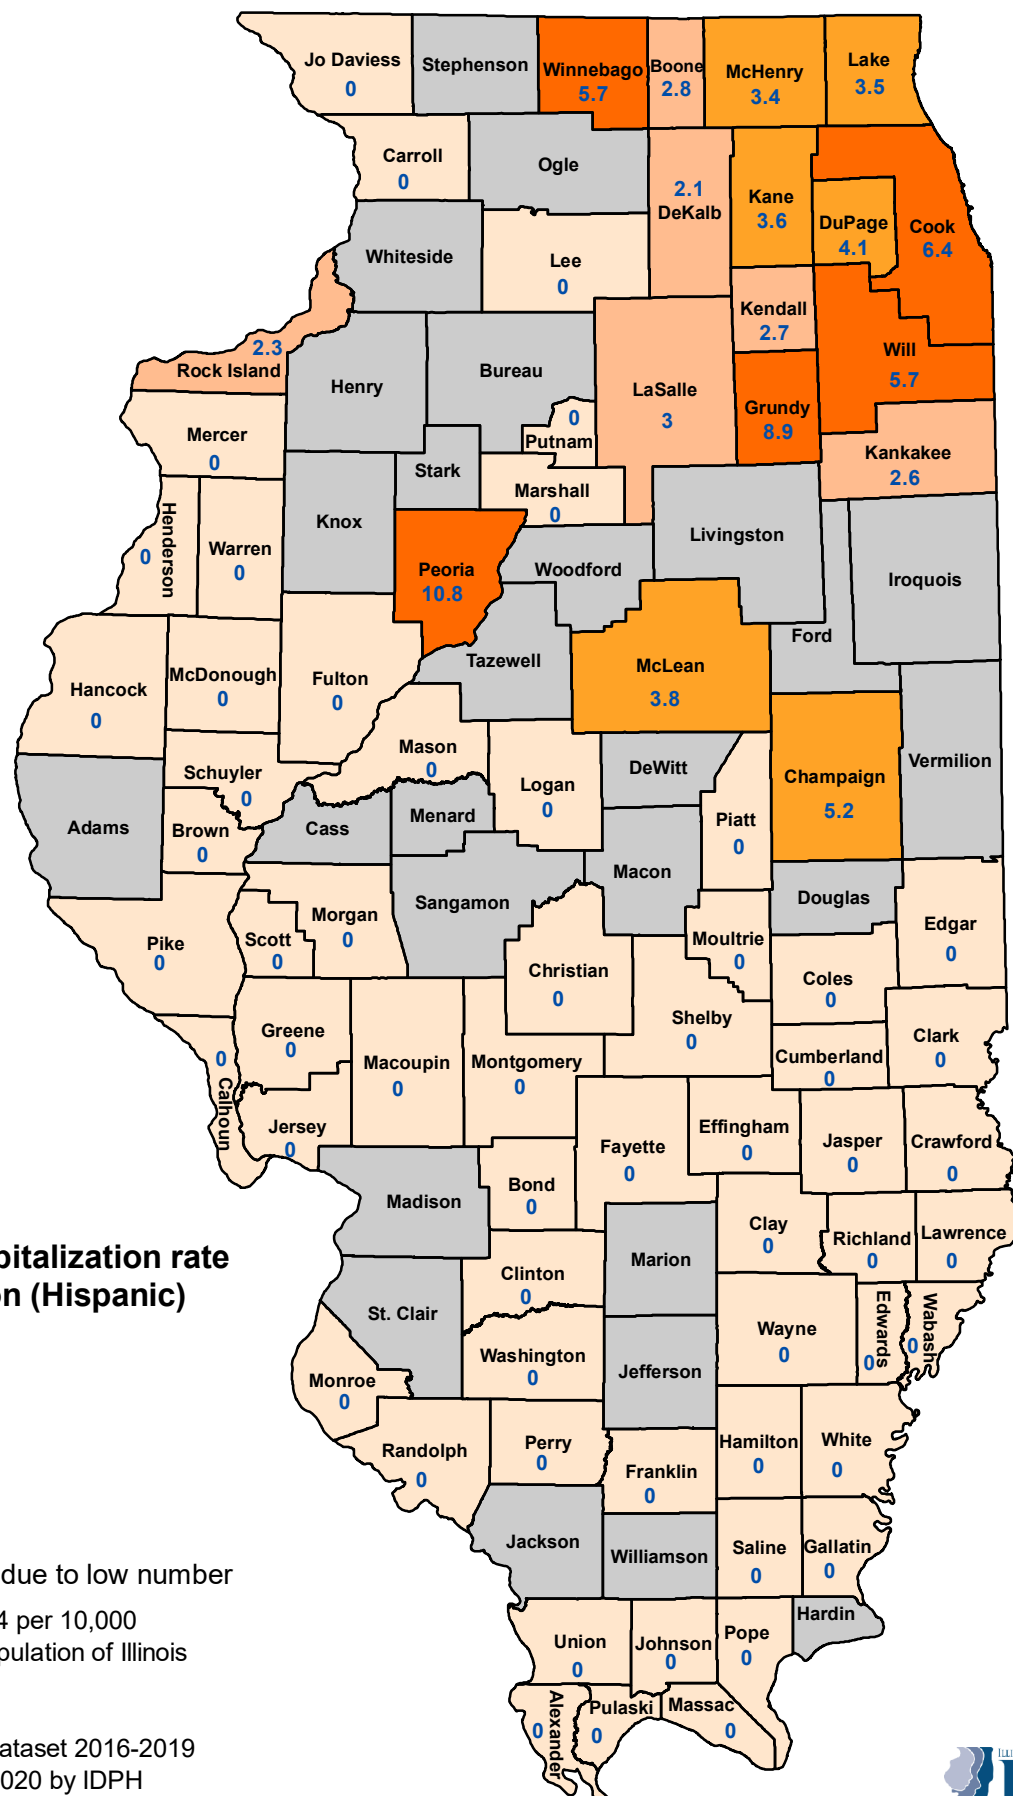 Jo Daviess
0
Stephenson
Winnebago
5.7
Boone
2.8
McHenry
3.4
Lake
3.5
Carroll
0
Ogle
2.1
DeKalb
Kane
3.6
DuPage
4.1
Cook
6.4
Whiteside
Lee
0
Kendall
2.7
Will
5.7
2.3
Rock Island
Henry
Bureau
LaSalle
3
Grundy
8.9
Kankakee
2.6
Mercer
0
0
Putnam
Stark
Marshall
0
Knox
Henderson
0
Warren
0
Peoria
10.8
Woodford
Livingston
Iroquois
Ford
Hancock
0
McDonough
0
Fulton
0
Tazewell
McLean
3.8
Mason
0
Logan
0
DeWitt
Champaign
5.2
Vermilion
Schuyler
0
Adams
Brown
0
Cass
Menard
Piatt
0
Macon
Sangamon
Douglas
Edgar
0
Pike
0
Scott
0
Morgan
0
Christian
0
Moultrie
0
Coles
0
Shelby
0
Greene
0
Macoupin
0
Montgomery
0
Cumberland
0
Clark
0
0
Calhoun
Jersey
0
Fayette
0
Effingham
0
Jasper
0
Crawford
0
Madison
Bond
0
Clay
0
Richland
0
Lawrence
0
Marion
Clinton
0
St. Clair
Washington
0
Jefferson
Wayne
0
Edwards
0
Wabash
0
Monroe
0
Randolph
0
Perry
0
Franklin
0
Hamilton
0
White
0
Jackson
Williamson
Saline
0
Gallatin
0
Hardin
Union
0
Johnson
0
Pope
0
Alexander
0
Pulaski
0
Massac
0
pitalization rate
on (Hispanic)
due to low number
4 per 10,000
pulation of Illinois
ataset 2016-2019
020 by IDPH